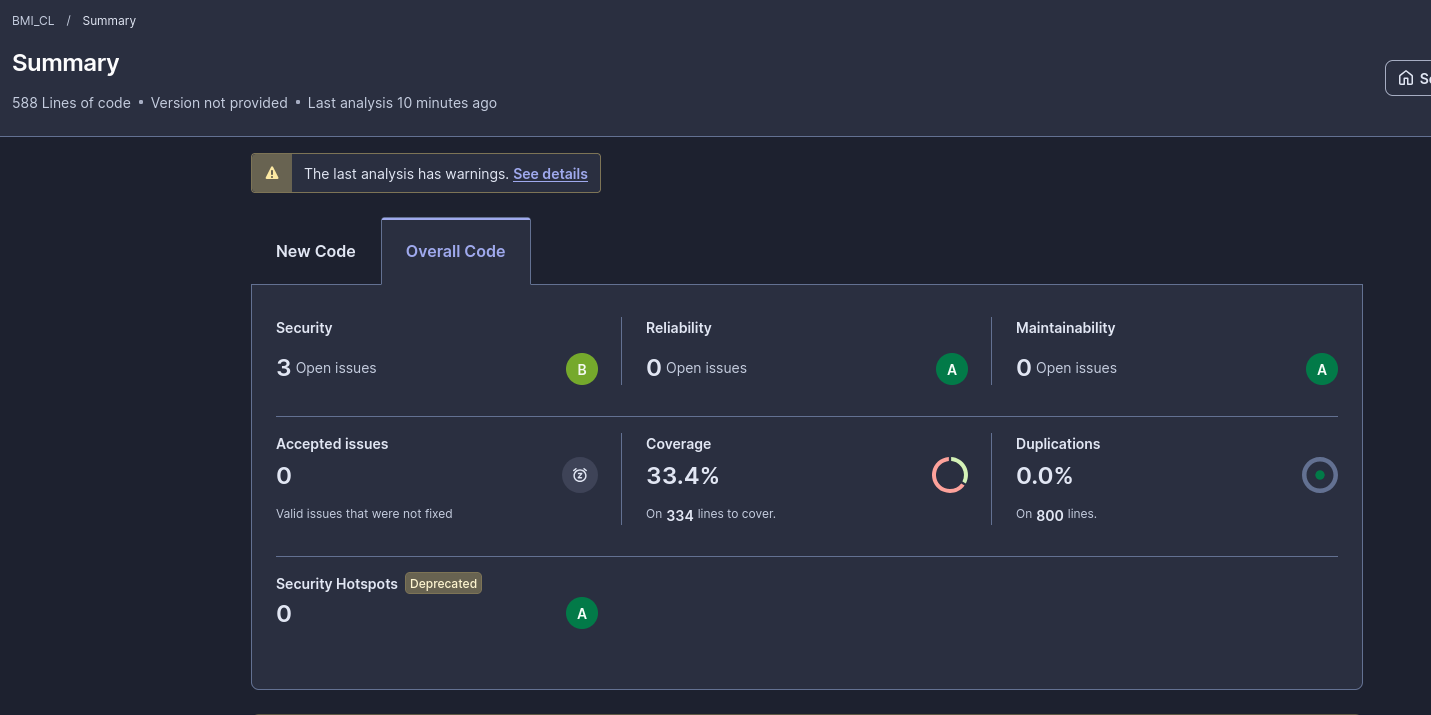 BMI_CL / Summary
Summary
588 Lines of code • Version not provided • Last analysis 10 minutes ago
The last analysis has warnings. See details
New Code
Overall Code
Security
3 Open issues
B
Reliability
0 Open issues
A
Maintainability
0 Open issues
A
Accepted issues
0
Valid issues that were not fixed
Coverage
33.4%
On 334 lines to cover.
Duplications
0.0%
On 800 lines.
Security Hotspots Deprecated
0
A